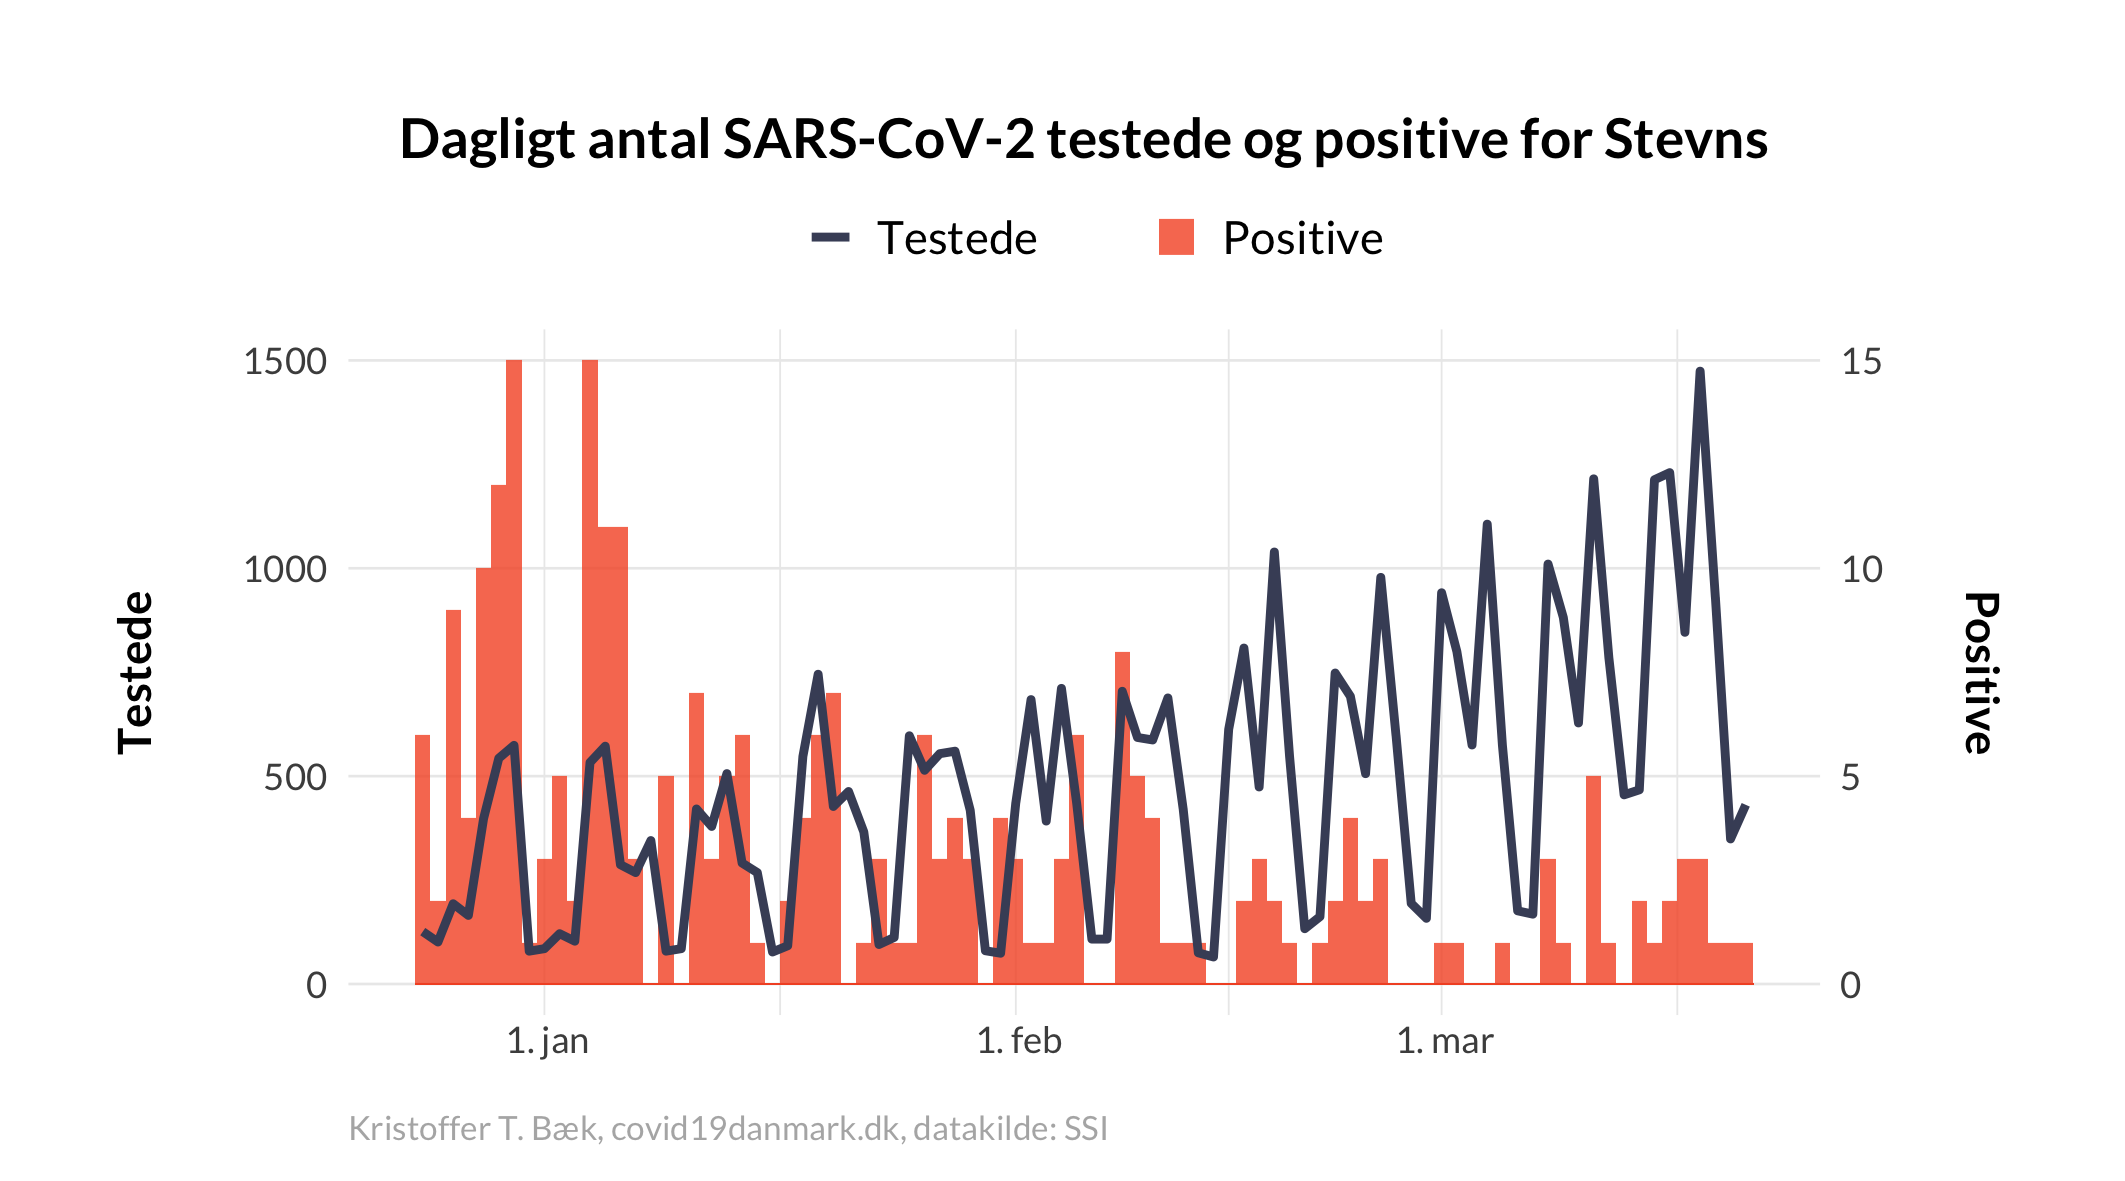 Dagligt antal SARS-CoV-2 testede og positive for Stevns
Testede
Positive
1500
1000
500
0
15
10
5
0
Testede
Positive
1. jan
1. feb
1. mar
Kristoffer T. Bæk, covid19danmark.dk, datakilde: SSI